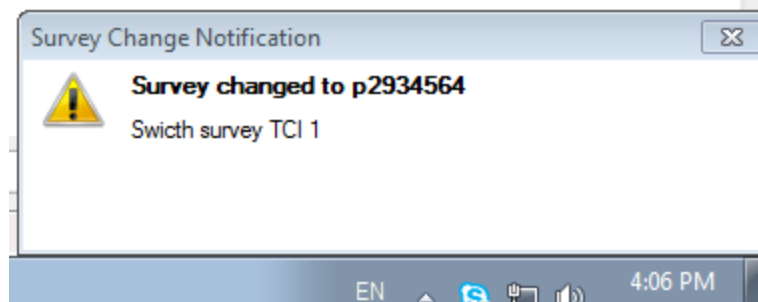 Survey Change Notification
Survey changed to p2934564
Swicth survey TCI 1
EN
4:06 PM